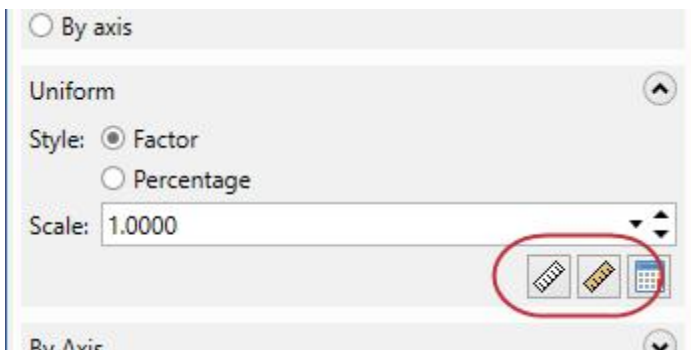 By axis
Uniform
Style: Factor
Percentage
Scale: 1.0000
By Axis